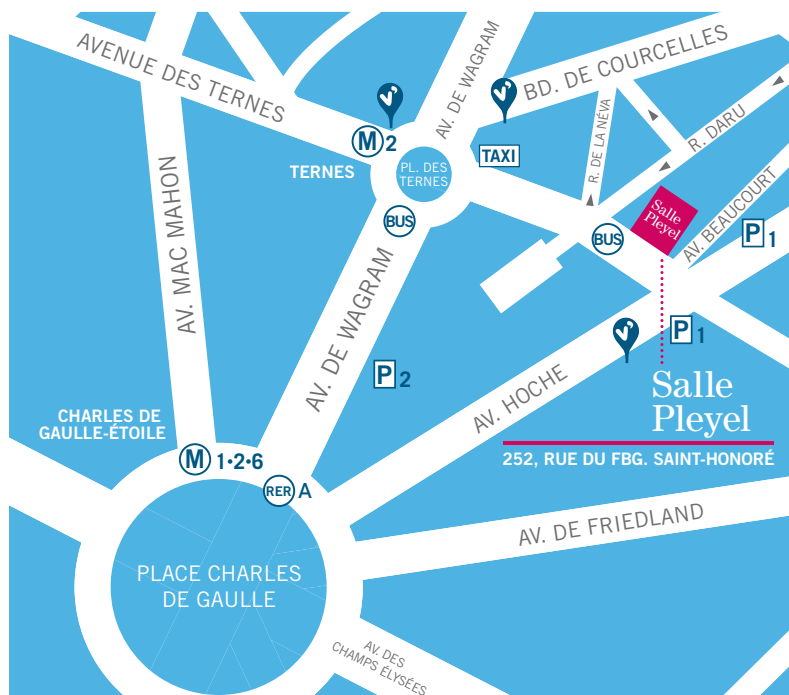 AVENUE DES TERNES
AV. DE WAGRAM
BD. DE COURCELLES
M 2
TERNES
PL. DES
TERNES
TAXI
R. DE LA NÉVA
R. DARU
BUS
BUS
Salle
Pleyel
AV. BEAUCOURT
P 1
AV. MAC MAHON
AV. DE WAGRAM
P 2
P 1
AV. HOCHE
Salle
Pleyel
252, RUE DU FBG. SAINT-HONORÉ
CHARLES DE
GAULLE-ÉTOILE
M 1•2•6
RER A
AV. DE FRIEDLAND
PLACE CHARLES
DE GAULLE
AV. DES
CHAMPS ÉLYSÉES